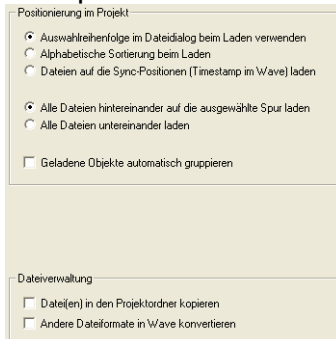 Positionierung im Projekt
Auswahlreihenfolge im Dateidialog beim Laden verwenden
Alphabetische Sortierung beim Laden
Dateien auf die Sync-Positionen (Timestamp im Wave) laden
Alle Dateien hintereinander auf die ausgewählte Spur laden
Alle Dateien untereinander laden
Geladene Objekte automatisch gruppieren
Dateiverwaltung
Datei(en) in den Projektordner kopieren
Andere Dateiformate in Wave konvertieren